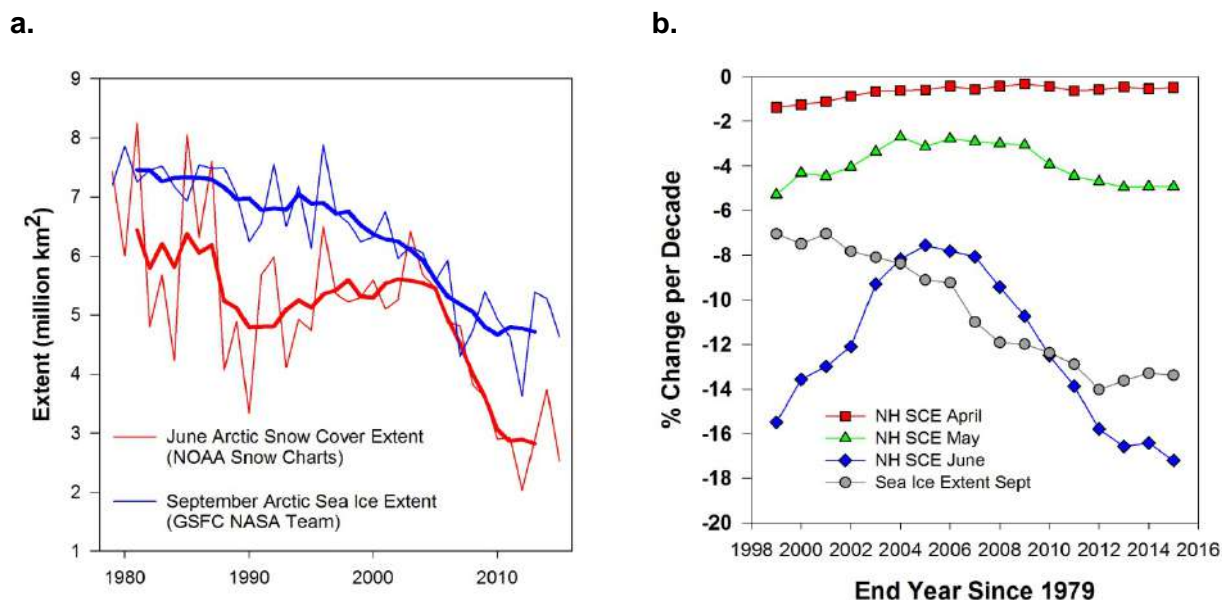 a.
Extent (million km²)
9
8
7
6
5
4
3
2
1
June Arctic Snow Cover Extent
(NOAA Snow Charts)
September Arctic Sea Ice Extent
(GSFC NASA Team)
1980 1990 2000 2010
b.
% Change per Decade
0
-2
-4
-6
-8
-10
-12
-14
-16
-18
-20
NH SCE April
NH SCE May
NH SCE June
Sea Ice Extent Sept
1998 2000 2002 2004 2006 2008 2010 2012 2014 2016
End Year Since 1979